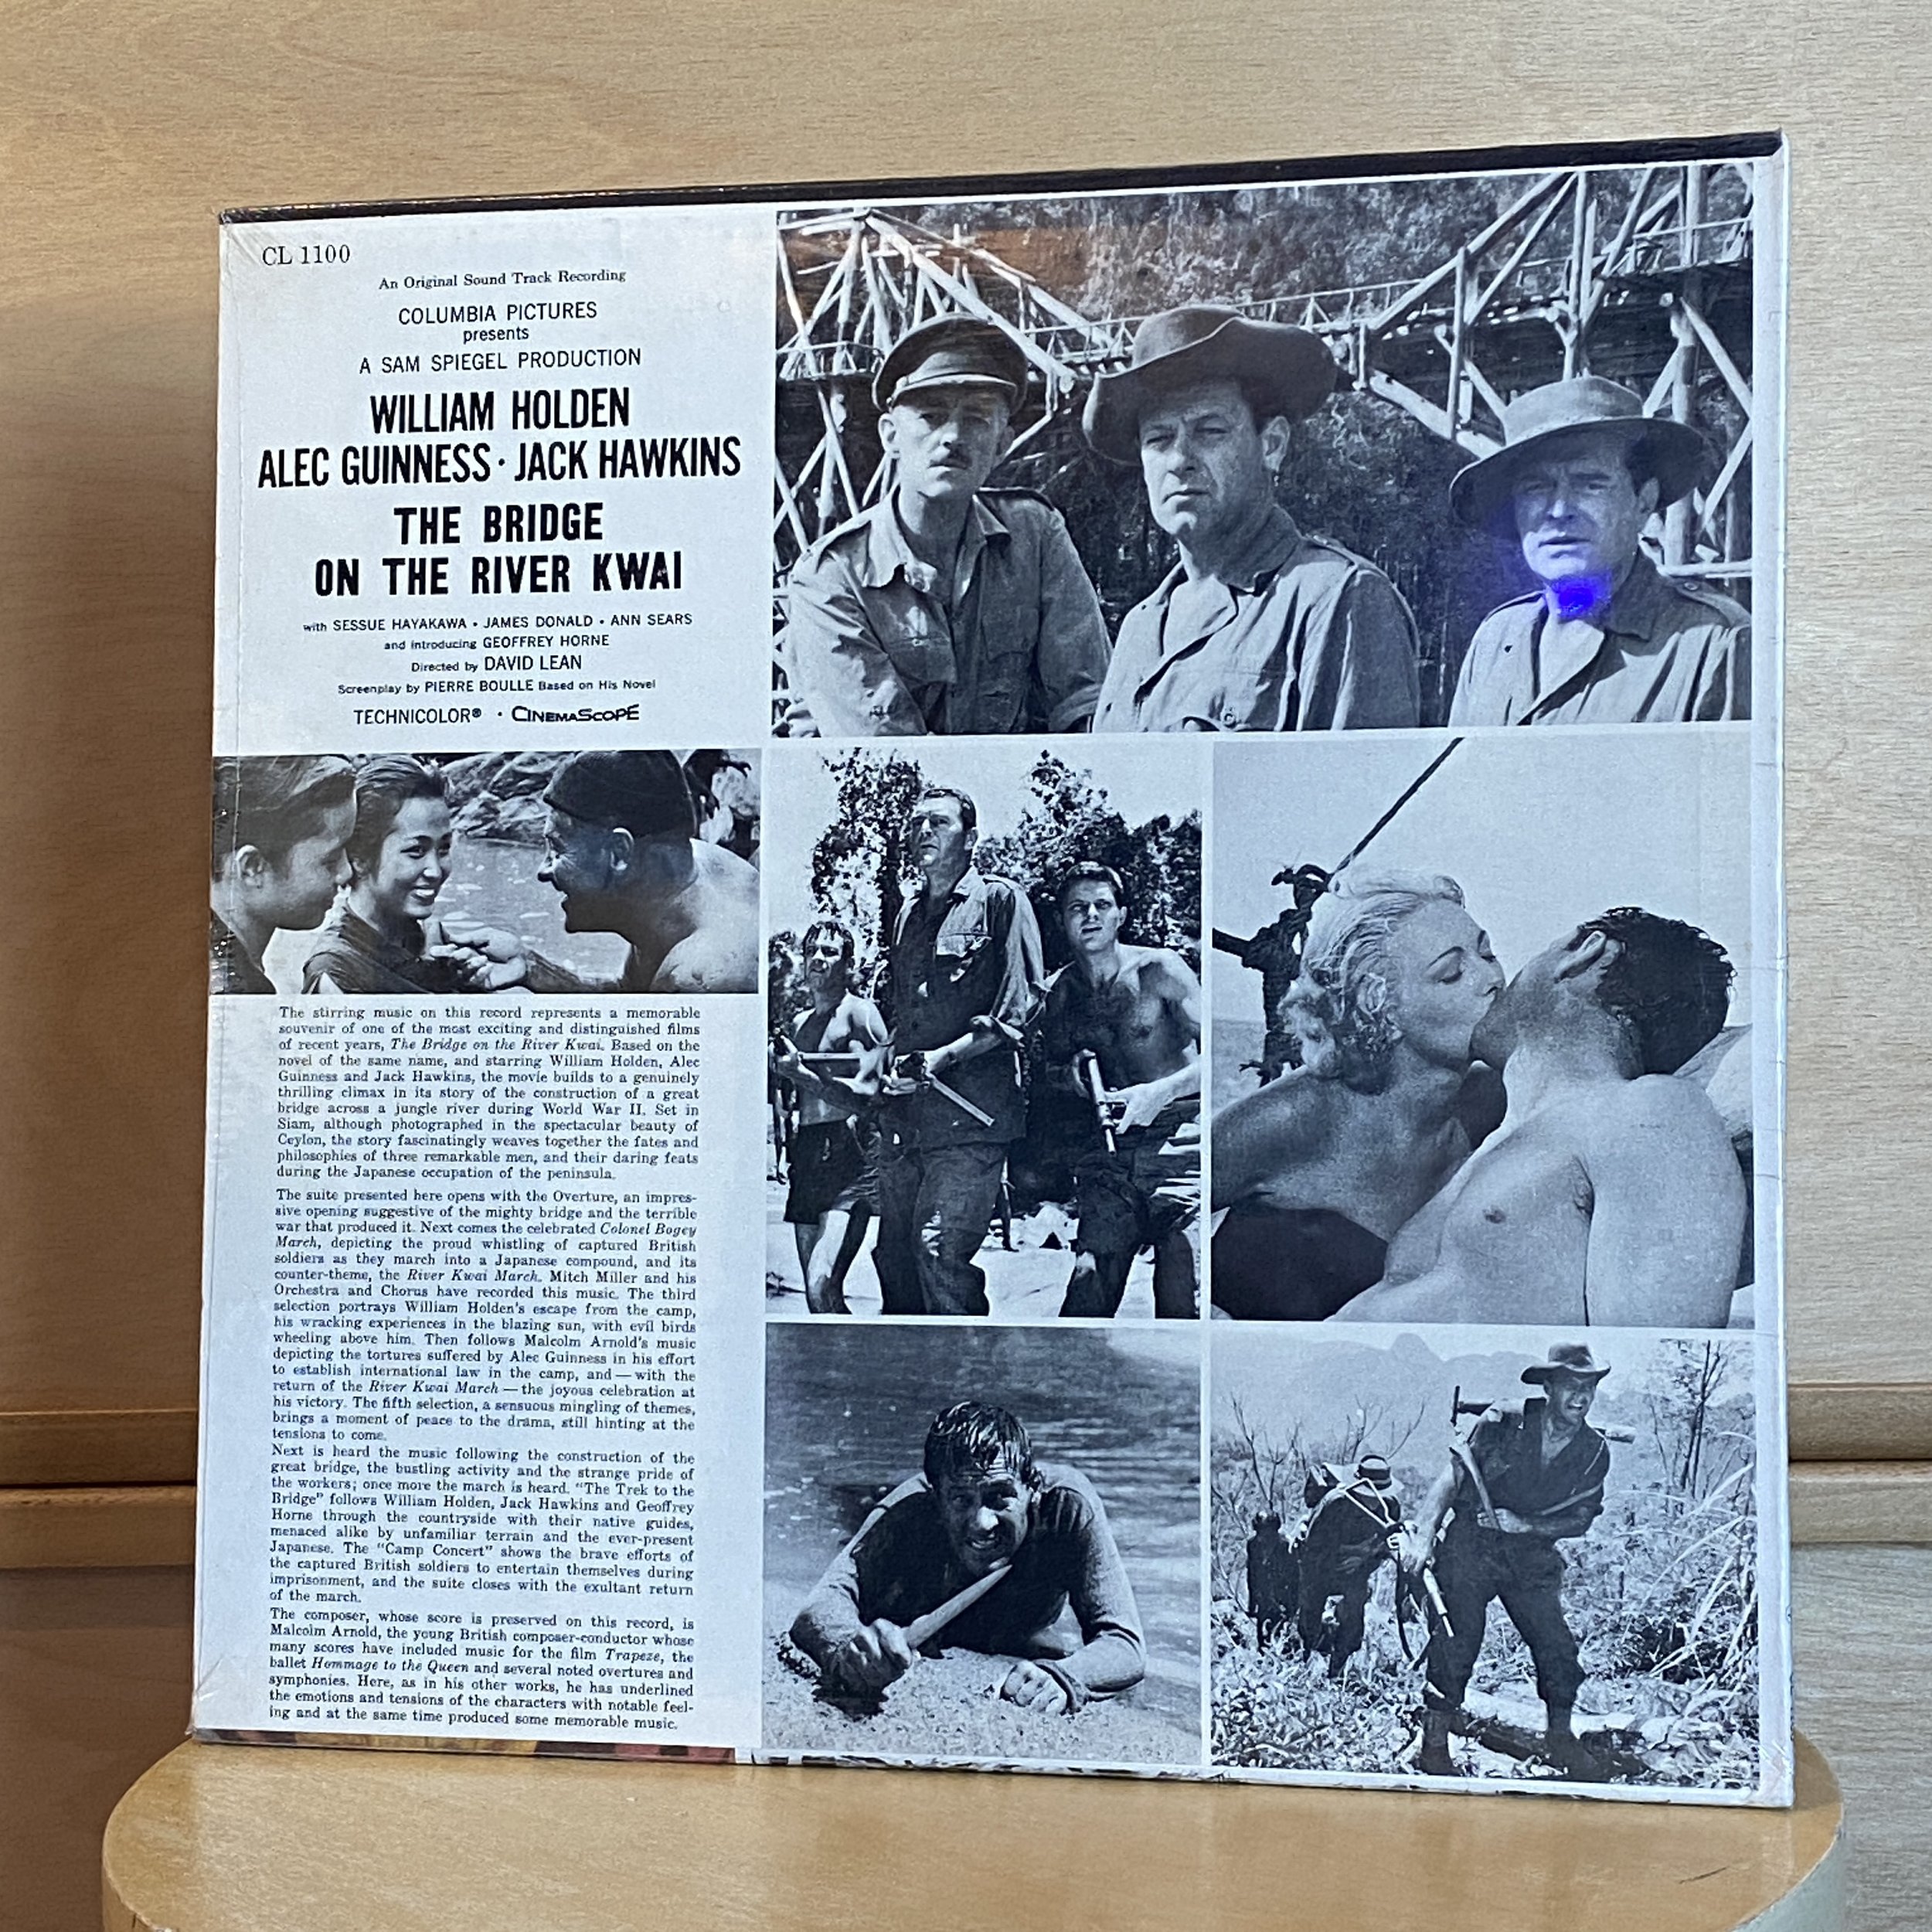 CL 1100
An Original Sound Track Recording
COLUMBIA PICTURES
presents
A SAM SPIEGEL PRODUCTION
WILLIAM HOLDEN
ALEC GUINNESS · JACK HAWKINS
THE BRIDGE
ON THE RIVER KWAI
with SESSUE HAYAKAWA • JAMES DONALD • ANN SEARS
and introducing GEOFFREY HORNE
Directed by DAVID LEAN
Screenplay by PIERRE BOULLE Based on His Novel
TECHNICOLOR® · CINEMASCOPE
The stirring music on this record represents a memorable
souvenir of one of the most exciting and distinguished films
of recent years, The Bridge on the River Kwai. Based on the
novel of the same name, and starring William Holden, Alec
Guinness and Jack Hawkins, the movie builds to a genuinely
thrilling climax in its story of the construction of a great
bridge across a jungle river during World War II. Set in
Siam, although photographed in the spectacular beauty of
Ceylon, the story fascinatingly weaves together the fates and
philosophies of three remarkable men, and their daring feats
during the Japanese occupation of the peninsula.
The suite presented here opens with the Overture, an impres-
sive opening suggestive of the mighty bridge and the terrible
war that produced it. Next comes the celebrated Colonel Bogey
March, depicting the proud whistling of captured British
soldiers as they march into a Japanese compound, and its
counter-theme, the River Kwai March. Mitch Miller and his
Orchestra and Chorus have recorded this music. The third
selection portrays William Holden's escape from the camp,
his wracking experiences in the blazing sun, with evil birds
wheeling above him. Then follows Malcolm Arnold's music
depicting the tortures suffered by Alec Guinness in his effort
to establish international law in the camp, and — with the
return of the River Kwai March — the joyous celebration at
his victory. The fifth selection, a sensuous mingling of themes,
brings a moment of peace to the drama, still hinting at the
tensions to come.
Next is heard the music following the construction of the
great bridge, the bustling activity and the strange pride of
the workers; once more the march is heard. "The Trek to the
Bridge" follows William Holden, Jack Hawkins and Geoffrey
Horne through the countryside with their native guides,
menaced alike by unfamiliar terrain and the ever-present
Japanese. The "Camp Concert" shows the brave efforts of
the captured British soldiers to entertain themselves during
imprisonment, and the suite closes with the exultant return
of the march.
The composer, whose score is preserved on this record, is
Malcolm Arnold, the young British composer-conductor whose
many scores have included music for the film Trapeze, the
ballet Hommage to the Queen and several noted overtures and
symphonies. Here, as in his other works, he has underlined
the emotions and tensions of the characters with notable feel-
ing and at the same time produced some memorable music.